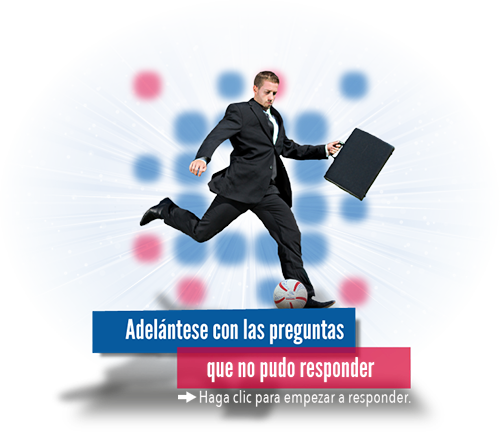 Adelántese con las preguntas
que no pudo responder
Haga clic para empezar a responder.